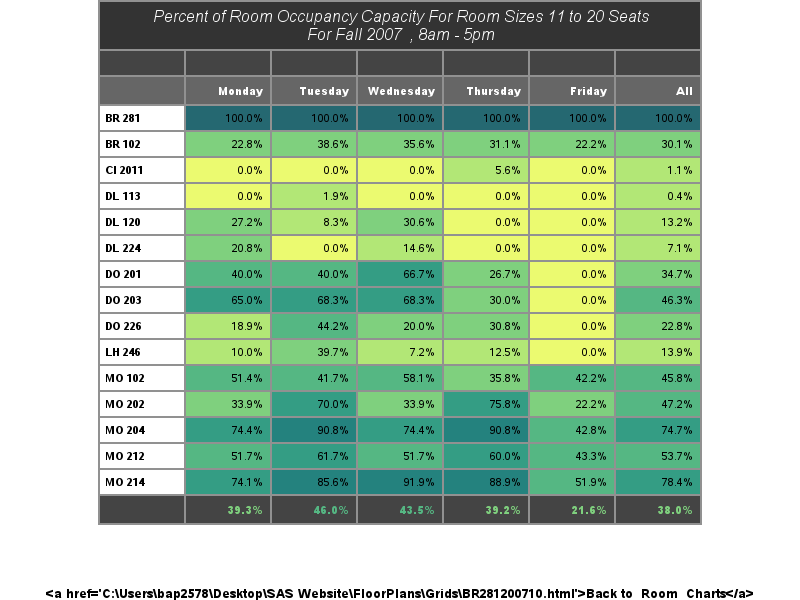 Percent of Room Occupancy Capacity For Room Sizes 11 to 20 Seats
For Fall 2007 , 8am - 5pm
Monday Tuesday Wednesday Thursday Friday All
BR 281 100.0% 100.0% 100.0% 100.0% 100.0% 100.0%
BR 102 22.8% 38.6% 35.6% 31.1% 22.2% 30.1%
CI 2011 0.0% 0.0% 0.0% 5.6% 0.0% 1.1%
DL 113 0.0% 1.9% 0.0% 0.0% 0.0% 0.4%
DL 120 27.2% 8.3% 30.6% 0.0% 0.0% 13.2%
DL 224 20.8% 0.0% 14.6% 0.0% 0.0% 7.1%
DO 201 40.0% 40.0% 66.7% 26.7% 0.0% 34.7%
DO 203 65.0% 68.3% 68.3% 30.0% 0.0% 46.3%
DO 226 18.9% 44.2% 20.0% 30.8% 0.0% 22.8%
LH 246 10.0% 39.7% 7.2% 12.5% 0.0% 13.9%
MO 102 51.4% 41.7% 58.1% 35.8% 42.2% 45.8%
MO 202 33.9% 70.0% 33.9% 75.8% 22.2% 47.2%
MO 204 74.4% 90.8% 74.4% 90.8% 42.8% 74.7%
MO 212 51.7% 61.7% 51.7% 60.0% 43.3% 53.7%
MO 214 74.1% 85.6% 91.9% 88.9% 51.9% 78.4%
39.3% 46.0% 43.5% 39.2% 21.6% 38.0%
<a href='C:\Users\bap2578\Desktop\SAS Website\FloorPlans\Grids\BR281200710.html'>Back to Room Charts</a>